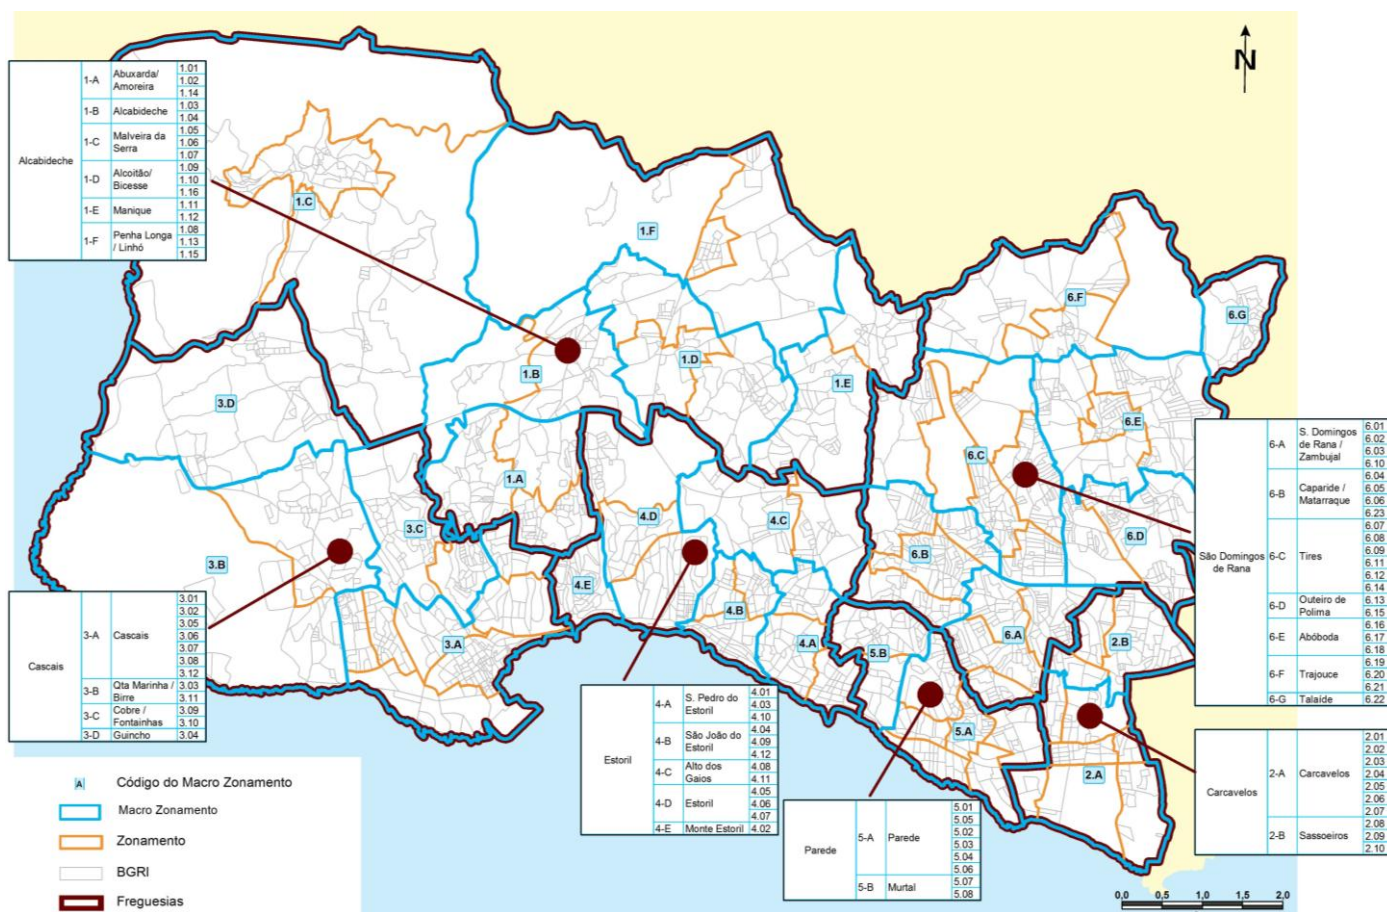 N
Alcabideche
1-A Abuxarda/ Amoreira
1.01
1.02
1.14
1-B Alcabideche
1.03
1.04
1-C Malveira da Serra
1.05
1.06
1.07
1-D Alcoitão/ Bicesse
1.09
1.10
1.16
1-E Manique
1.11
1.12
1-F Penha Longa / Linhó
1.08
1.13
1.15
1.C
1.F
6.F
6.G
1.D
1.B
1.E
3.D
6.E
6.C
1.A
4.D
4.C
3.C
6.D
6.B
3.B
4.E
4.B
4.A
3.A
5.B
6.A
2.B
5.A
2.A
São Domingos de Rana
6-A S. Domingos de Rana / Zambujal
6.01
6.02
6.03
6.10
6-B Caparide / Matarraque
6.04
6.05
6.06
6.23
6-C Tires
6.07
6.08
6.09
6.11
6.12
6.14
6-D Outeiro de Polima
6.13
6.15
6-E Abóboda
6.16
6.17
6.18
6-F Trajouce
6.19
6.20
6.21
6-G Talaíde 6.22
Cascais
3-A Cascais
3.01
3.02
3.05
3.06
3.07
3.08
3.12
3-B Qta Marinha / Birre
3.03
3.11
3-C Cobre / Fontainhas
3.09
3.10
3-D Guincho 3.04
Estoril
4-A S. Pedro do Estoril
4.01
4.03
4.10
4-B São João do Estoril
4.04
4.09
4.12
4-C Alto dos Gaios
4.08
4.11
4-D Estoril
4.05
4.06
4.07
4-E Monte Estoril 4.02
Parede
5-A Parede
5.01
5.05
5.02
5.03
5.04
5.06
5-B Murtal
5.07
5.08
Carcavelos
2-A Carcavelos
2.01
2.02
2.03
2.04
2.05
2.06
2.07
2-B Sassoeiros
2.08
2.09
2.10
A Código do Macro Zonamento
Macro Zonamento
Zonamento
BGRI
Freguesias
0,0 0,5 1,0 1,5 2,0